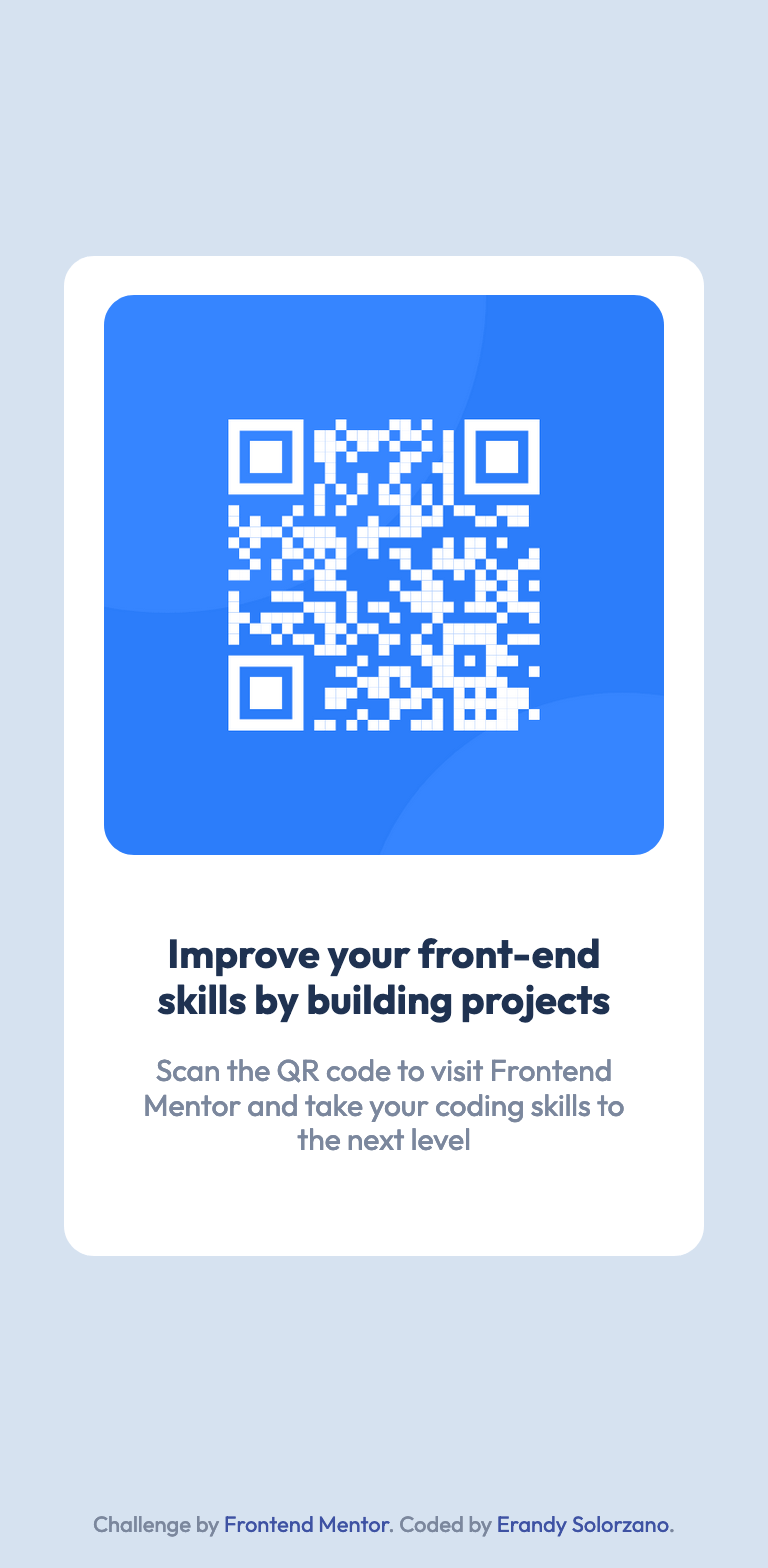 Improve your front-end
skills by building projects
Scan the QR code to visit Frontend
Mentor and take your coding skills to
the next level
Challenge by Frontend Mentor. Coded by Erandy Solorzano.